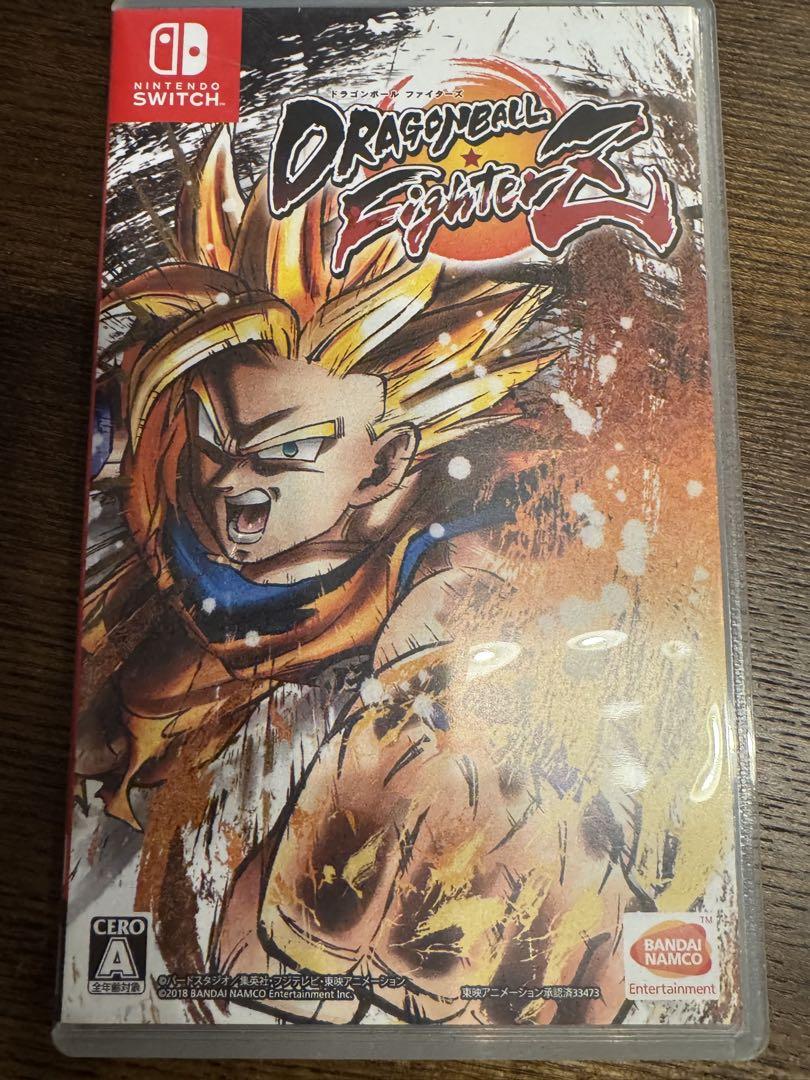 NINTENDO
SWITCH™
ドラゴンボール ファイターズ
DRAGONBALL
FighterZ
CERO
A
全年齢対象
©バードスタジオ／集英社・フジテレビ・東映アニメーション
©2018 BANDAI NAMCO Entertainment Inc.
東映アニメーション承認済33473
TM
BANDAI
NAMCO
Entertainment